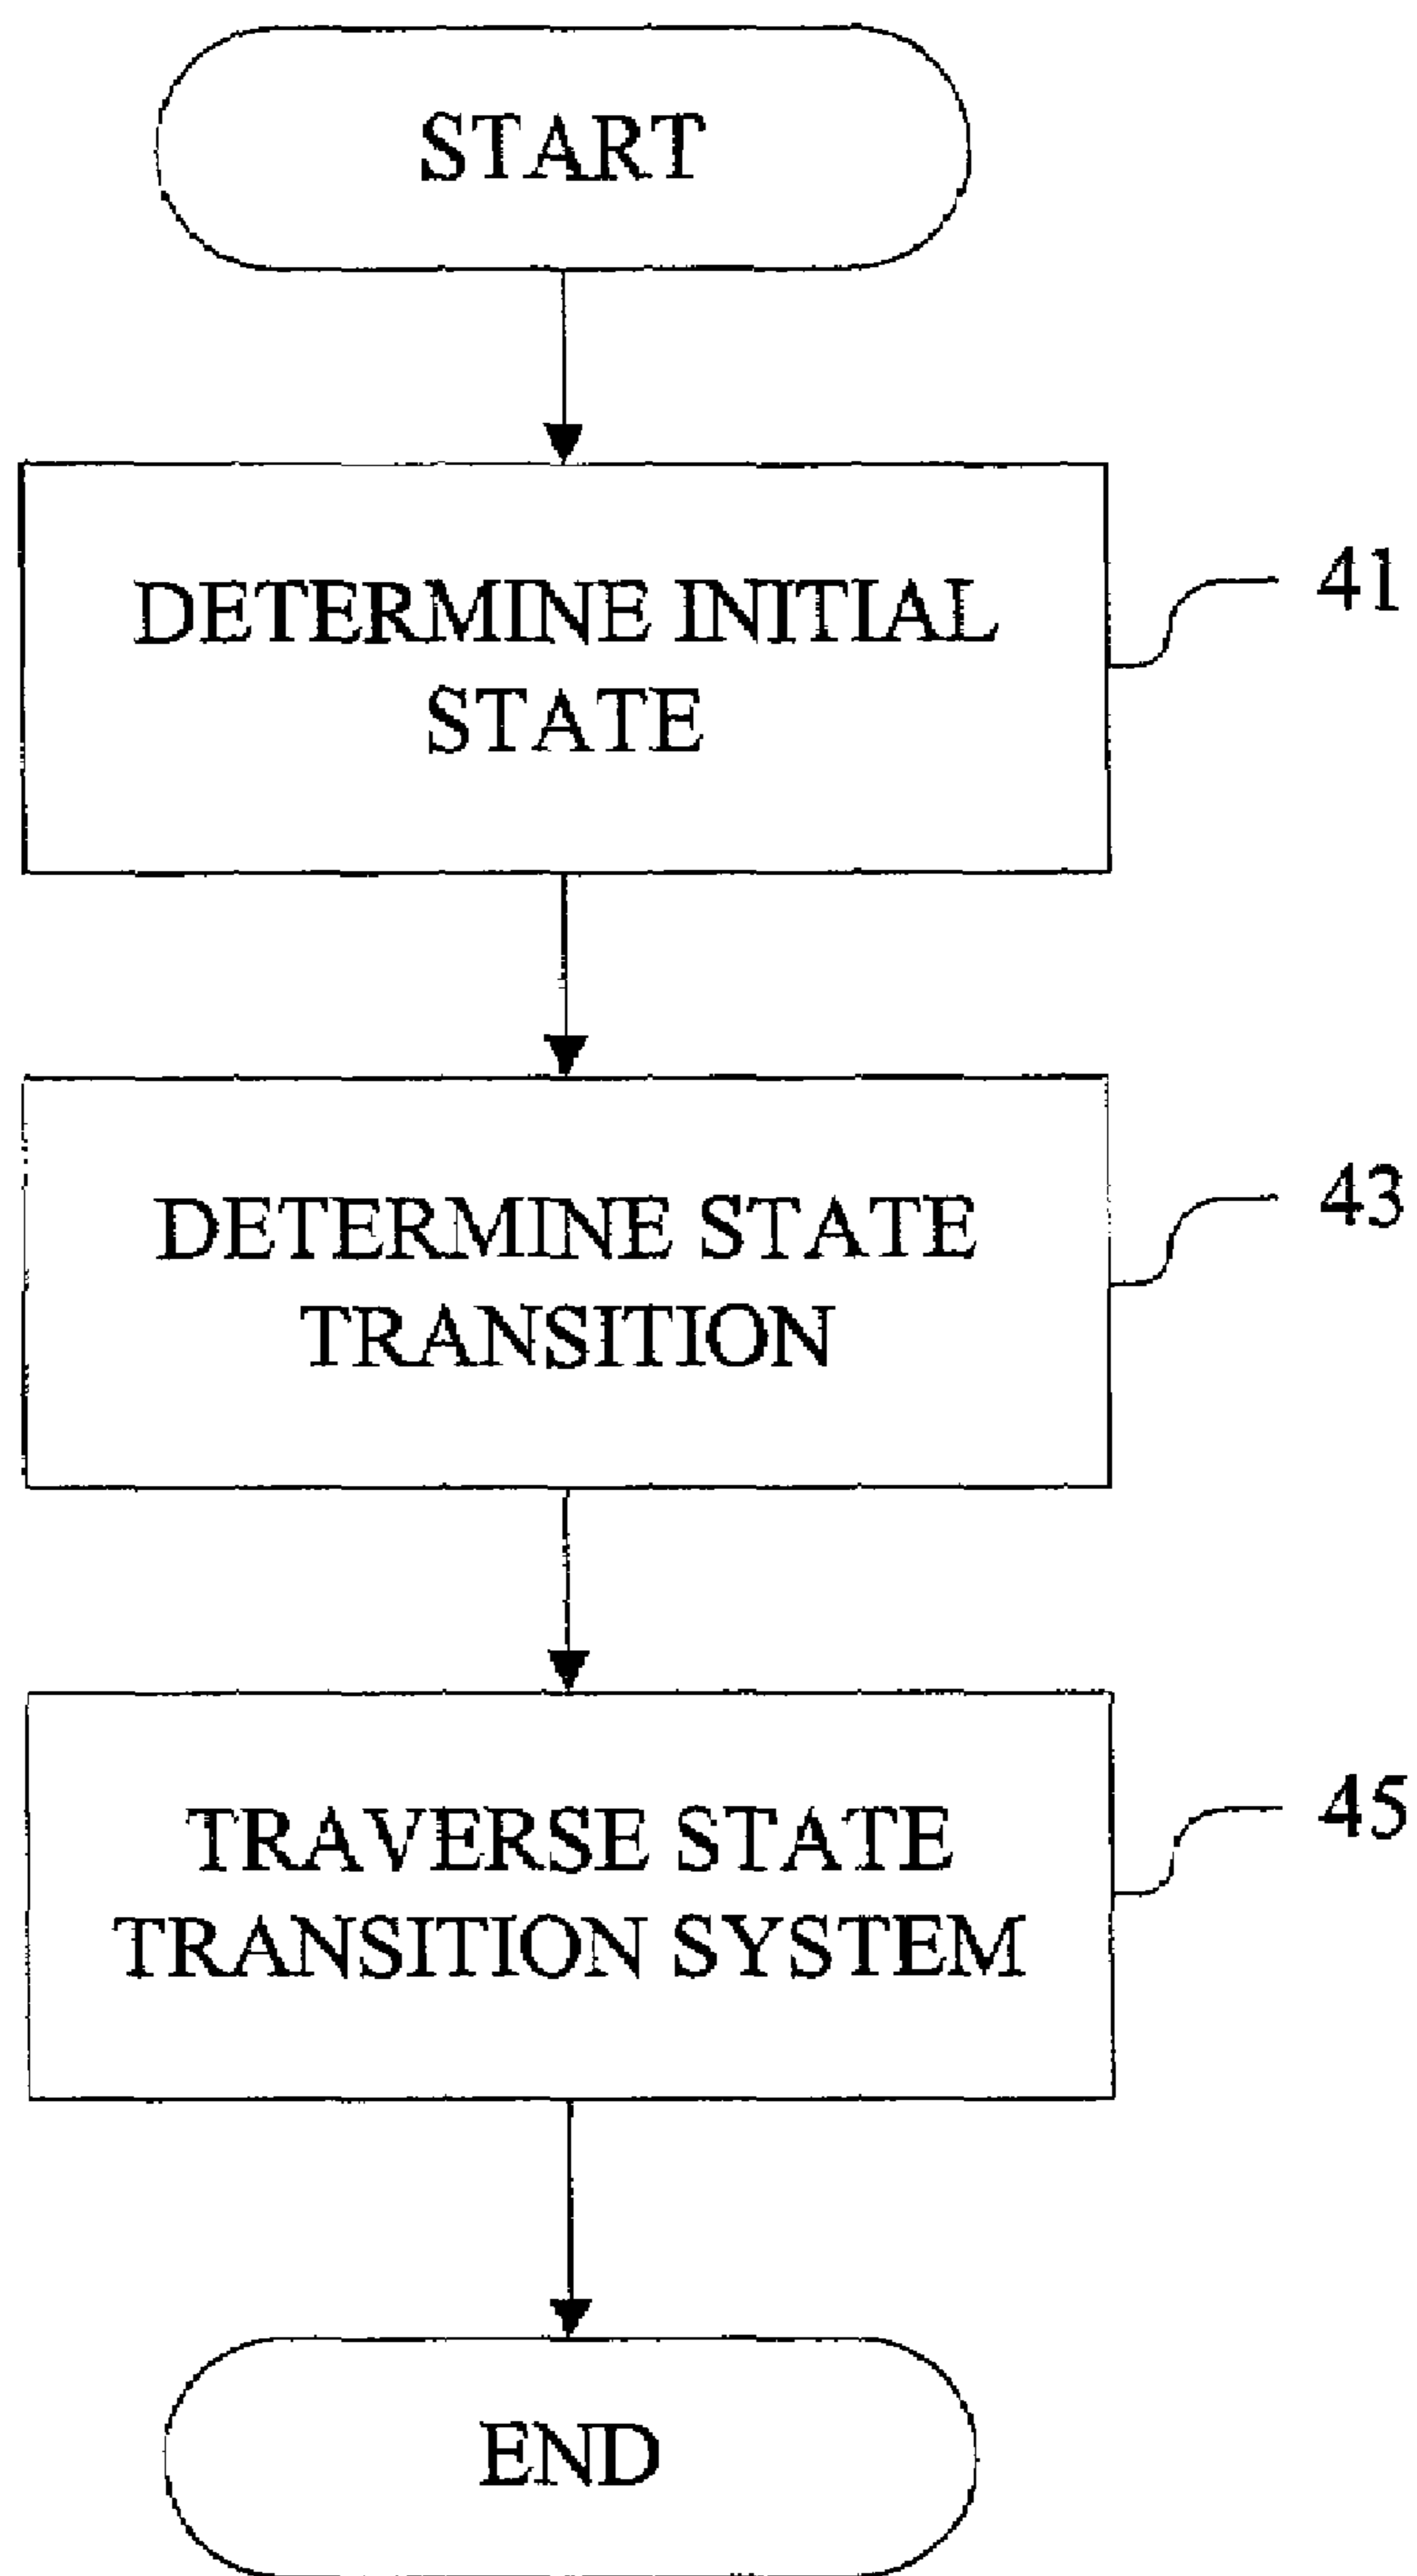 START
DETERMINE INITIAL
STATE
41
DETERMINE STATE
TRANSITION
43
TRAVERSE STATE
TRANSITION SYSTEM
45
END